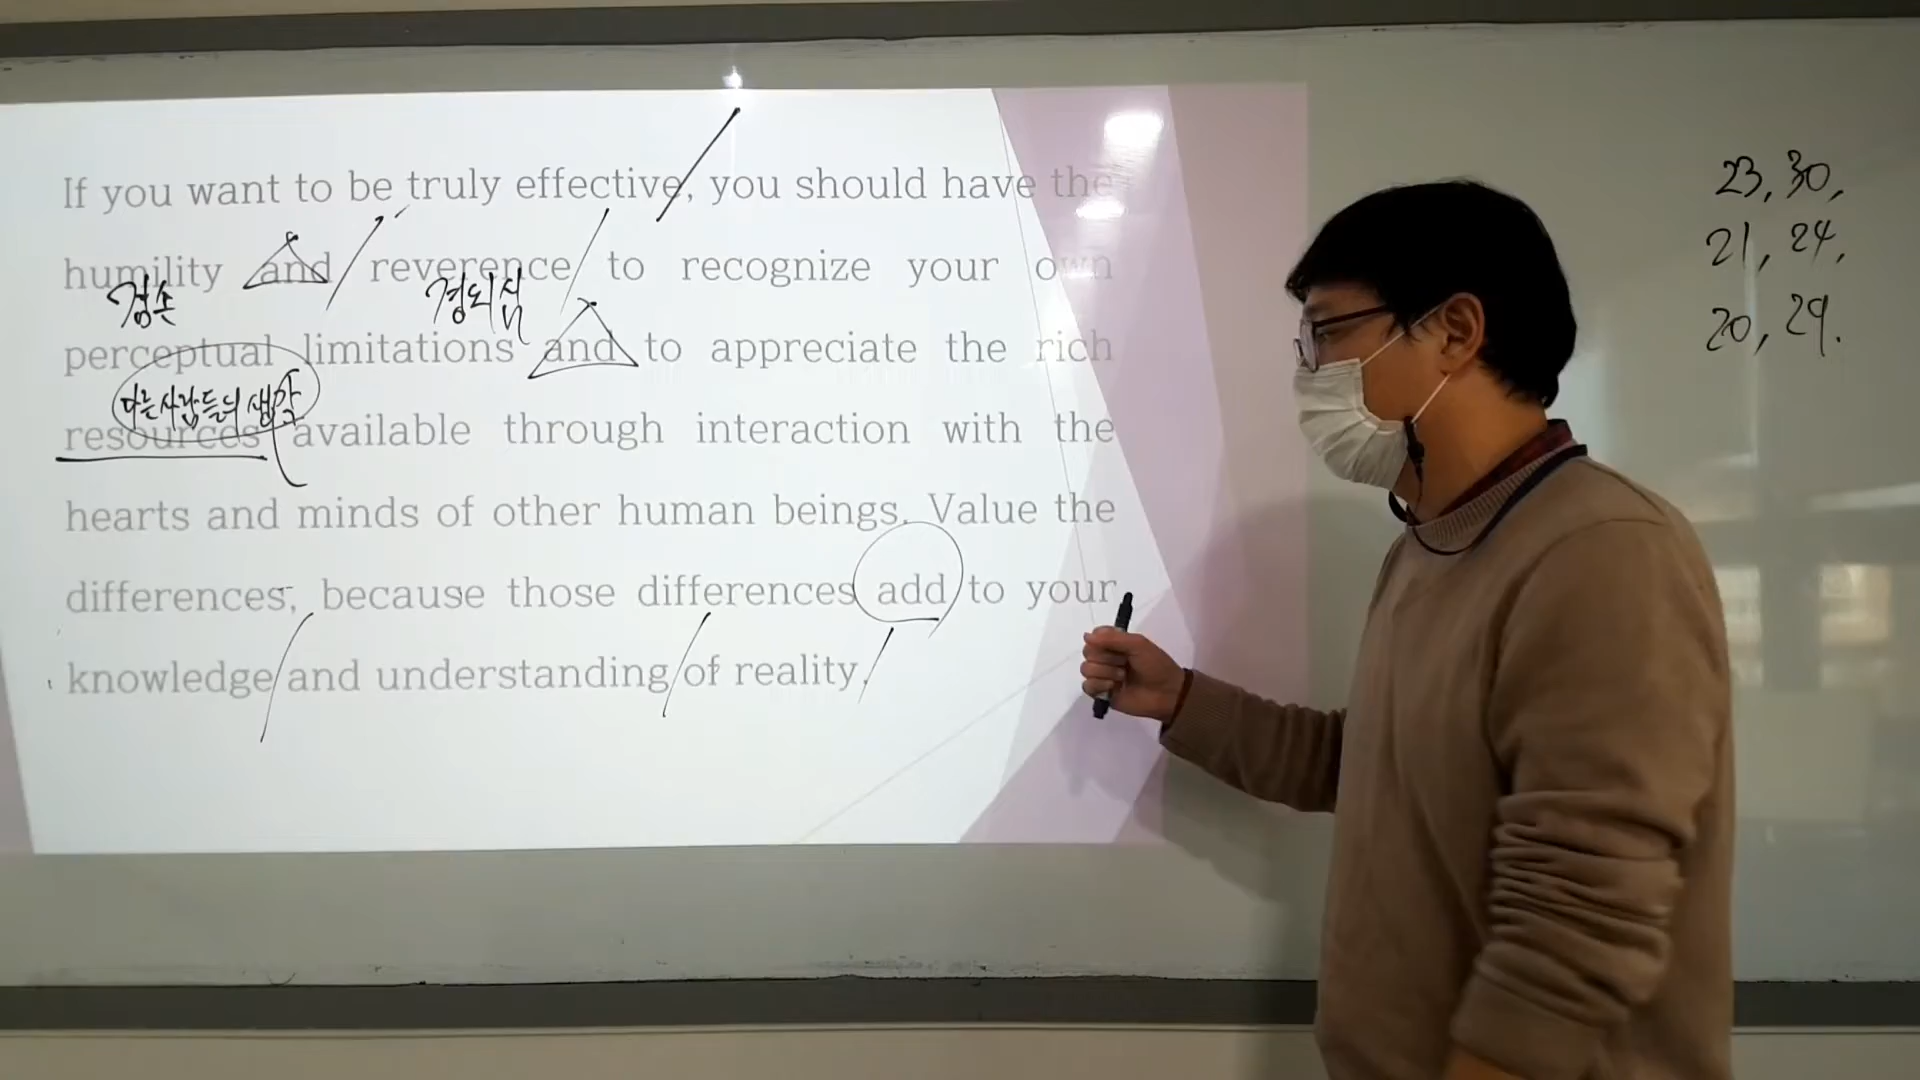 If you want to be truly effective, you should have the
humility and reverence to recognize your own
겸손 경외심
perceptual limitations and to appreciate the rich
다른 사람들의 생각
resources available through interaction with the
hearts and minds of other human beings. Value the
differences, because those differences add to your
knowledge and understanding of reality.
23, 30,
21, 24,
20, 29.